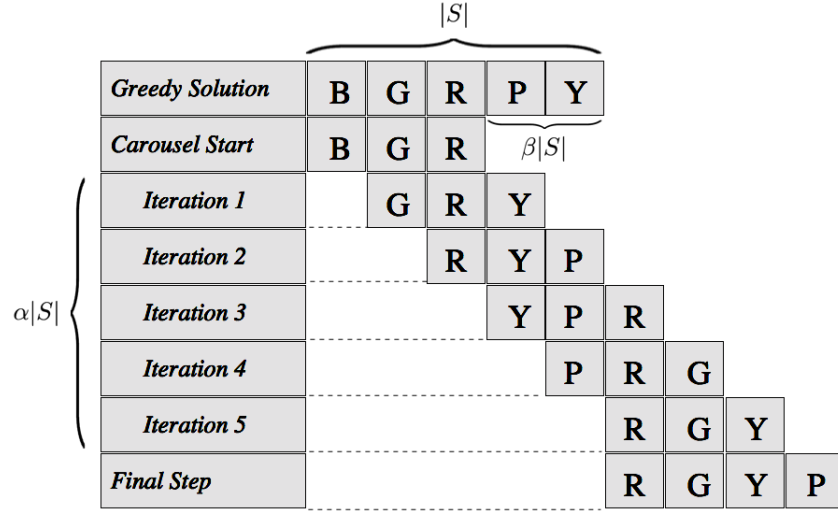 |S|
Greedy Solution B G R P Y
Carousel Start B G R β|S|
Iteration 1 G R Y
Iteration 2 R Y P
α|S| Iteration 3 Y P R
Iteration 4 P R G
Iteration 5 R G Y
Final Step R G Y P